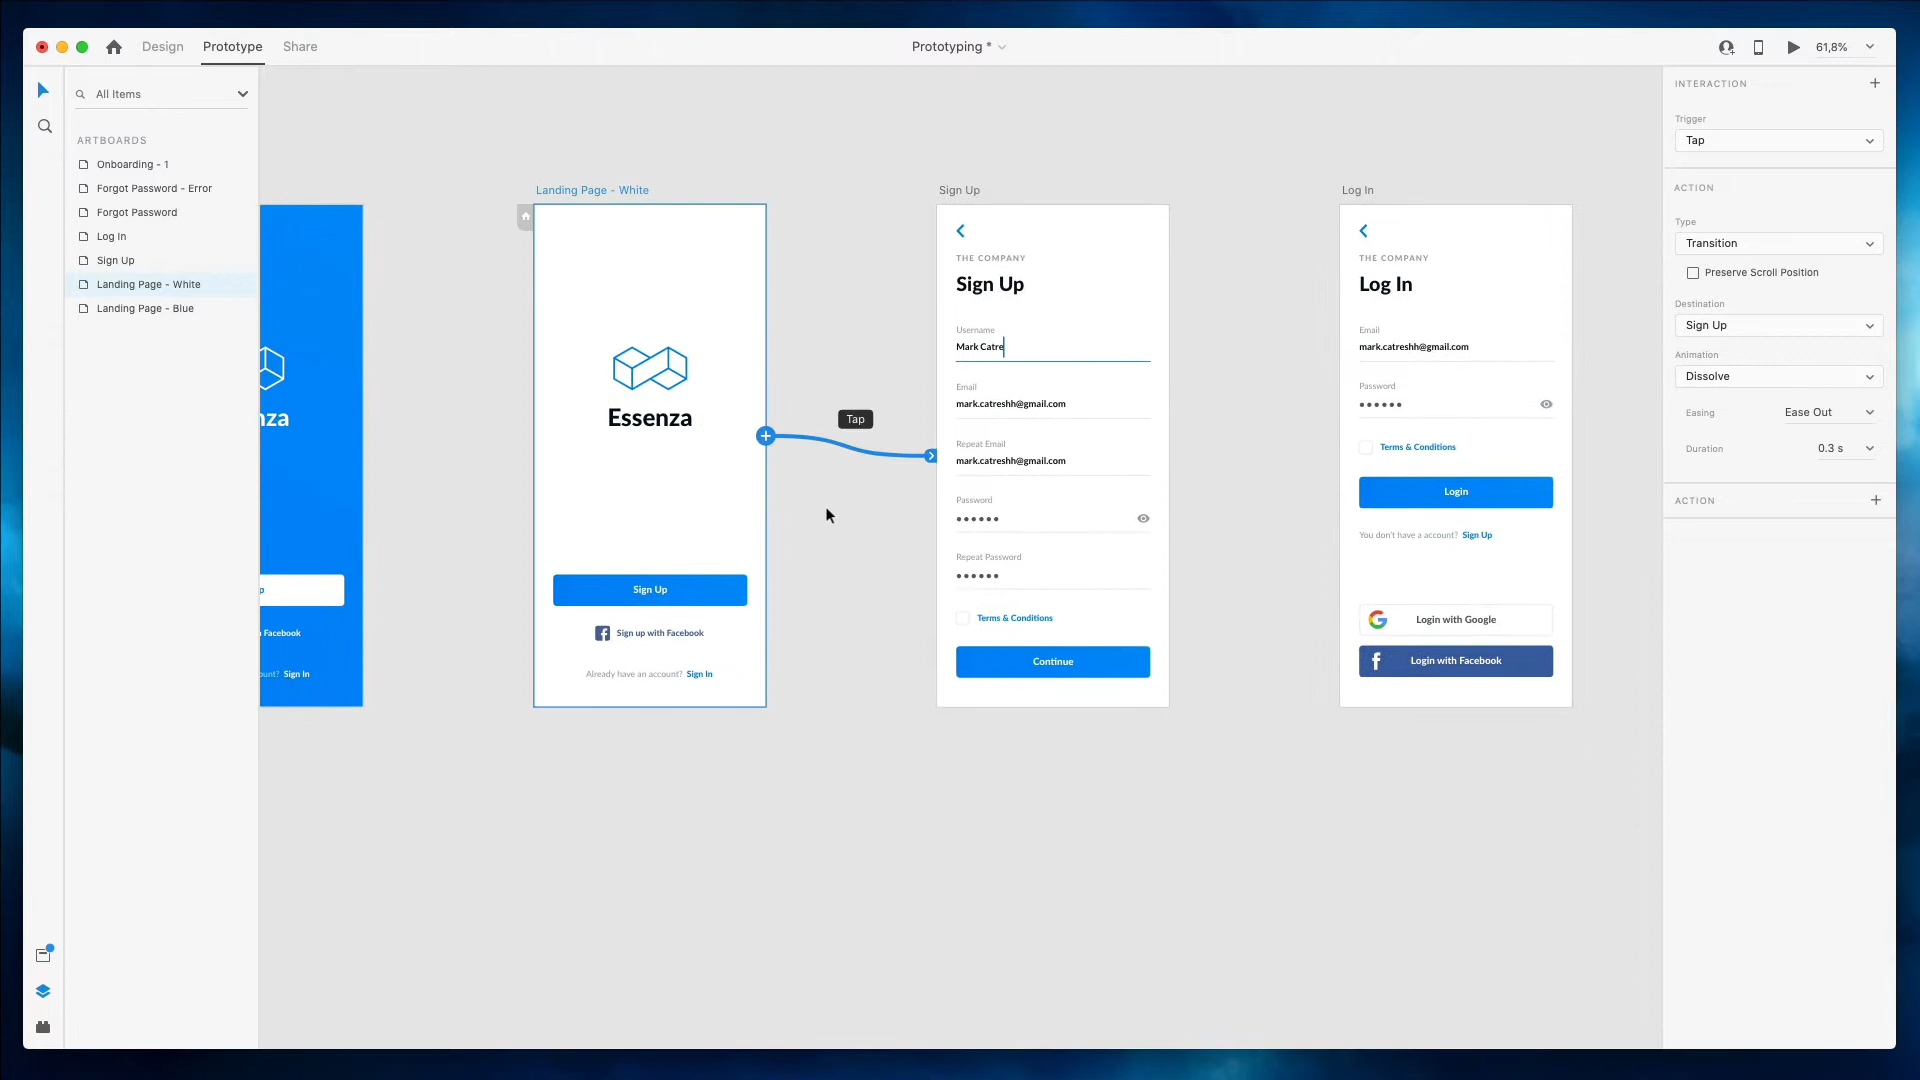 Design
Prototype
Share
Prototyping *
61,8%
All Items
ARTBOARDS
Onboarding - 1
Forgot Password - Error
Forgot Password
Log In
Sign Up
Landing Page - White
Landing Page - Blue
nza
p
n Facebook
ount? Sign In
Landing Page - White
Essenza
Sign Up
Sign up with Facebook
Already have an account? Sign In
Tap
Sign Up
THE COMPANY
Sign Up
Username
Mark Catre
Email
mark.catreshh@gmail.com
Repeat Email
mark.catreshh@gmail.com
Password
Repeat Password
Terms & Conditions
Continue
Log In
THE COMPANY
Log In
Email
mark.catreshh@gmail.com
Password
Terms & Conditions
Login
You don't have a account? Sign Up
Login with Google
Login with Facebook
INTERACTION
Trigger
Tap
ACTION
Type
Transition
Preserve Scroll Position
Destination
Sign Up
Animation
Dissolve
Easing
Ease Out
Duration
0.3 s
ACTION